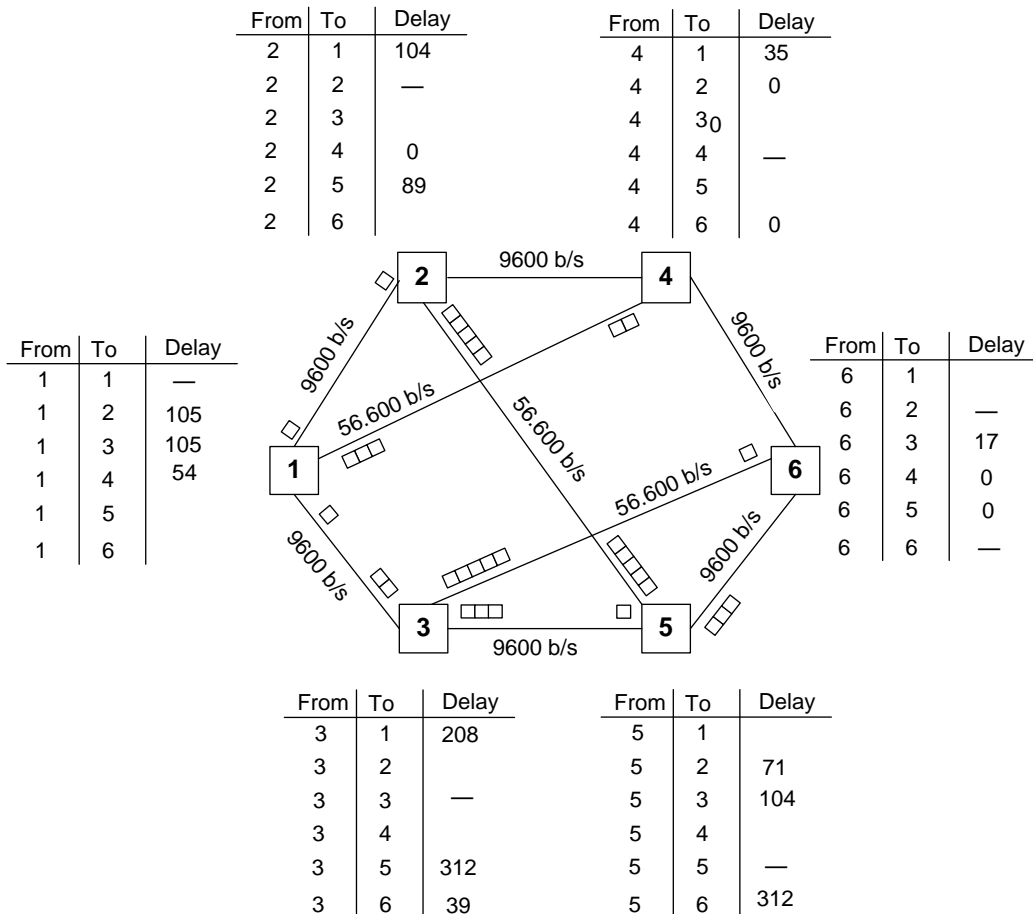 From To Delay
2 1 104
2 2 —
2 3
2 4 0
2 5 89
2 6
From To Delay
4 1 35
4 2 0
4 3 0
4 4 —
4 5
4 6 0
2
9600 b/s
4
9600 b/s
9600 b/s
56.600 b/s
56.600 b/s
From To Delay
1 1 —
1 2 105
1 3 105
1 4 54
1 5
1 6
1
56.600 b/s
6
From To Delay
6 1
6 2 —
6 3 17
6 4 0
6 5 0
6 6 —
9600 b/s
9600 b/s
3
9600 b/s
5
From To Delay
3 1 208
3 2
3 3 —
3 4
3 5 312
3 6 39
From To Delay
5 1
5 2 71
5 3 104
5 4
5 5 —
5 6 312